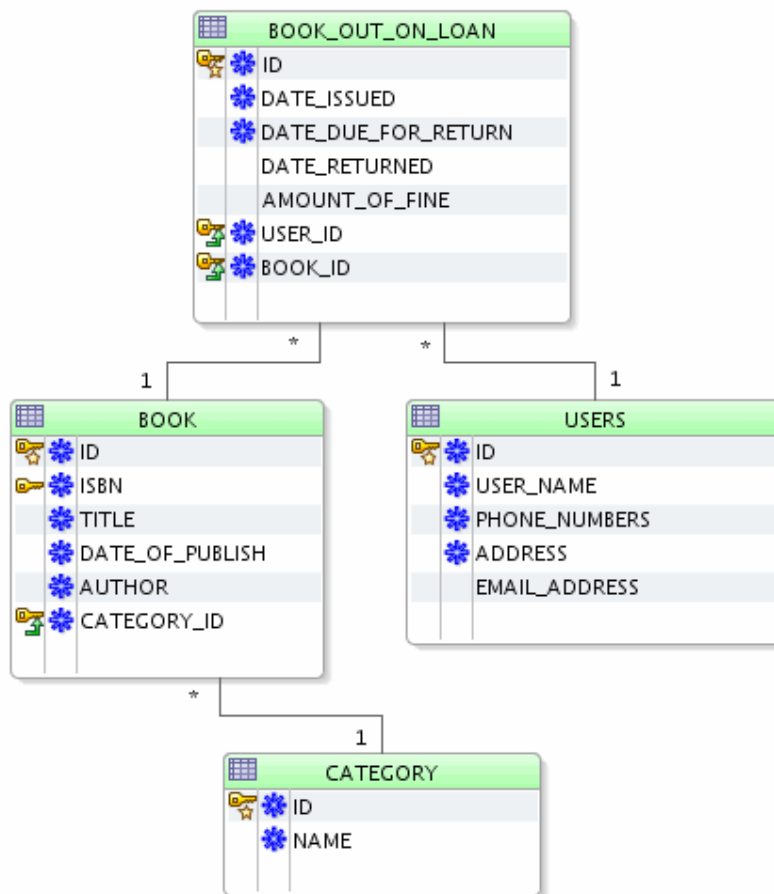 BOOK_OUT_ON_LOAN
ID
DATE_ISSUED
DATE_DUE_FOR_RETURN
DATE_RETURNED
AMOUNT_OF_FINE
USER_ID
BOOK_ID
*
*
1
1
BOOK
ID
ISBN
TITLE
DATE_OF_PUBLISH
AUTHOR
CATEGORY_ID
USERS
ID
USER_NAME
PHONE_NUMBERS
ADDRESS
EMAIL_ADDRESS
*
1
CATEGORY
ID
NAME